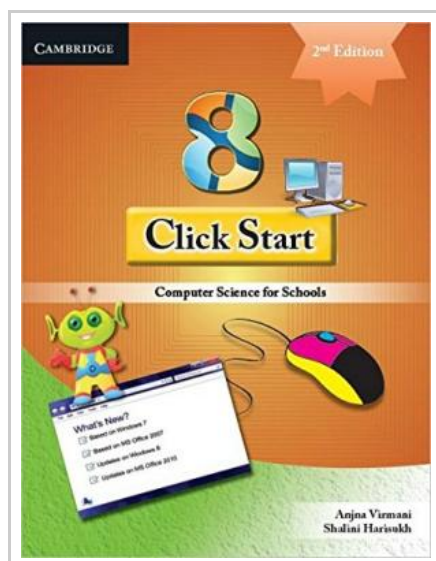 CAMBRIDGE
2nd Edition
8
Click Start
Computer Science for Schools
What's New?
Based on Windows 7
Based on MS Office 2007
Updates on Windows 8
Updates on MS Office 2010
Anjna Virmani
Shalini Harisukh